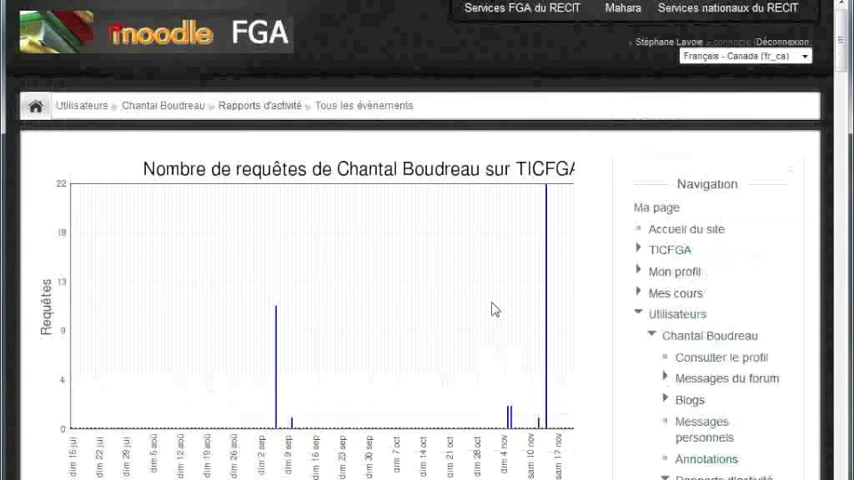 Services FGA du RECIT Mahara Services nationaux du RECIT
moodle FGA
Stéphane Lavoie (Déconnexion
Français - Canada (fr_ca)
Utilisateurs Chantal Boudreau Rapports d'activité Tous les évènements
Nombre de requêtes de Chantal Boudreau sur TICFGA
Requêtes
22
18
13
9
4
0
dim 15 jui
dim 22 jui
dim 29 jui
dim 5 aoû
dim 12 aoû
dim 19 aoû
dim 26 aoû
dim 2 sep
dim 9 sep
dim 16 sep
dim 23 sep
dim 30 sep
dim 7 oct
dim 14 oct
dim 21 oct
dim 28 oct
dim 4 nov
sam 10 nov
sam 17 nov
Navigation
Ma page
Accueil du site
TICFGA
Mon profil
Mes cours
Utilisateurs
Chantal Boudreau
Consulter le profil
Messages du forum
Blogs
Messages
personnels
Annotations
Rapports d'activité